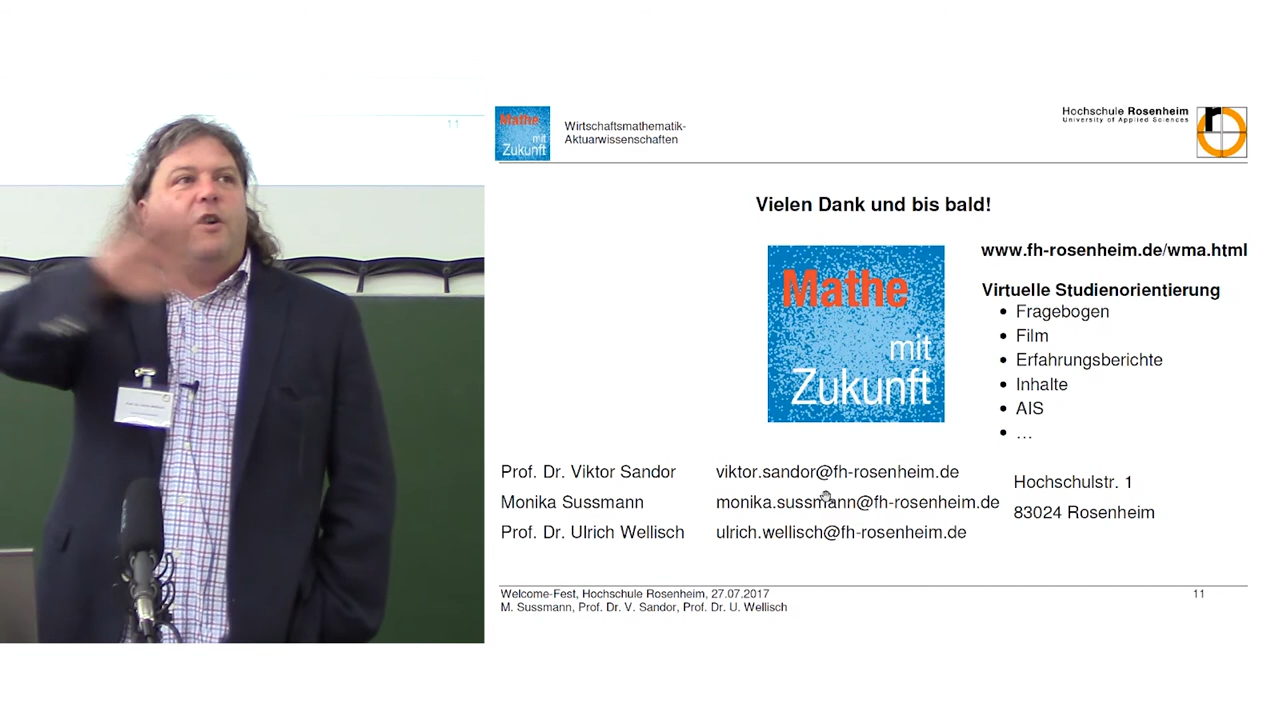 11
Mathe
mit
Zukunft
Wirtschaftsmathematik-
Aktuarwissenschaften
Hochschule Rosenheim
University of Applied Sciences
r
Vielen Dank und bis bald!
Mathe
mit
Zukunft
www.fh-rosenheim.de/wma.html
Virtuelle Studienorientierung
• Fragebogen
• Film
• Erfahrungsberichte
• Inhalte
• AIS
• ...
Prof. Dr. Viktor Sandor viktor.sandor@fh-rosenheim.de
Monika Sussmann monika.sussmann@fh-rosenheim.de
Prof. Dr. Ulrich Wellisch ulrich.wellisch@fh-rosenheim.de
Hochschulstr. 1
83024 Rosenheim
Welcome-Fest, Hochschule Rosenheim, 27.07.2017
M. Sussmann, Prof. Dr. V. Sandor, Prof. Dr. U. Wellisch
11